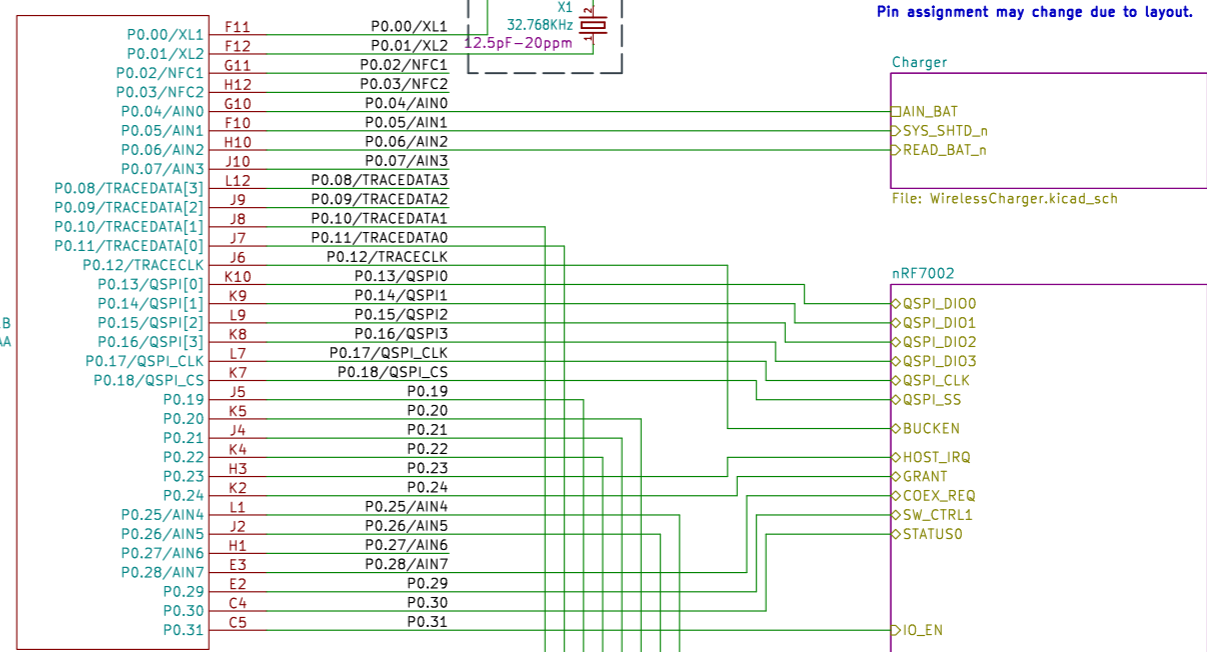 Pin assignment may change due to layout.
X1
2
32.768KHz
1
12.5pF-20ppm
P0.00/XL1 F11 P0.00/XL1
P0.01/XL2 F12 P0.01/XL2
P0.02/NFC1 G11 P0.02/NFC1
P0.03/NFC2 H12 P0.03/NFC2
P0.04/AIN0 G10 P0.04/AIN0
P0.05/AIN1 F10 P0.05/AIN1
P0.06/AIN2 H10 P0.06/AIN2
P0.07/AIN3 J10 P0.07/AIN3
P0.08/TRACEDATA[3] L12 P0.08/TRACEDATA3
P0.09/TRACEDATA[2] J9 P0.09/TRACEDATA2
P0.10/TRACEDATA[1] J8 P0.10/TRACEDATA1
P0.11/TRACEDATA[0] J7 P0.11/TRACEDATA0
P0.12/TRACECLK J6 P0.12/TRACECLK
P0.13/QSPI[0] K10 P0.13/QSPI0
P0.14/QSPI[1] K9 P0.14/QSPI1
P0.15/QSPI[2] L9 P0.15/QSPI2
P0.16/QSPI[3] K8 P0.16/QSPI3
P0.17/QSPI_CLK L7 P0.17/QSPI_CLK
P0.18/QSPI_CS K7 P0.18/QSPI_CS
P0.19 J5 P0.19
P0.20 K5 P0.20
P0.21 J4 P0.21
P0.22 K4 P0.22
P0.23 H3 P0.23
P0.24 K2 P0.24
P0.25/AIN4 L1 P0.25/AIN4
P0.26/AIN5 J2 P0.26/AIN5
P0.27/AIN6 H1 P0.27/AIN6
P0.28/AIN7 E3 P0.28/AIN7
P0.29 E2 P0.29
P0.30 C4 P0.30
P0.31 C5 P0.31
Charger
AIN_BAT
SYS_SHTD_n
READ_BAT_n
File: WirelessCharger.kicad_sch
nRF7002
QSPI_DIO0
QSPI_DIO1
QSPI_DIO2
QSPI_DIO3
QSPI_CLK
QSPI_SS
BUCKEN
HOST_IRQ
GRANT
COEX_REQ
SW_CTRL1
STATUS0
IO_EN